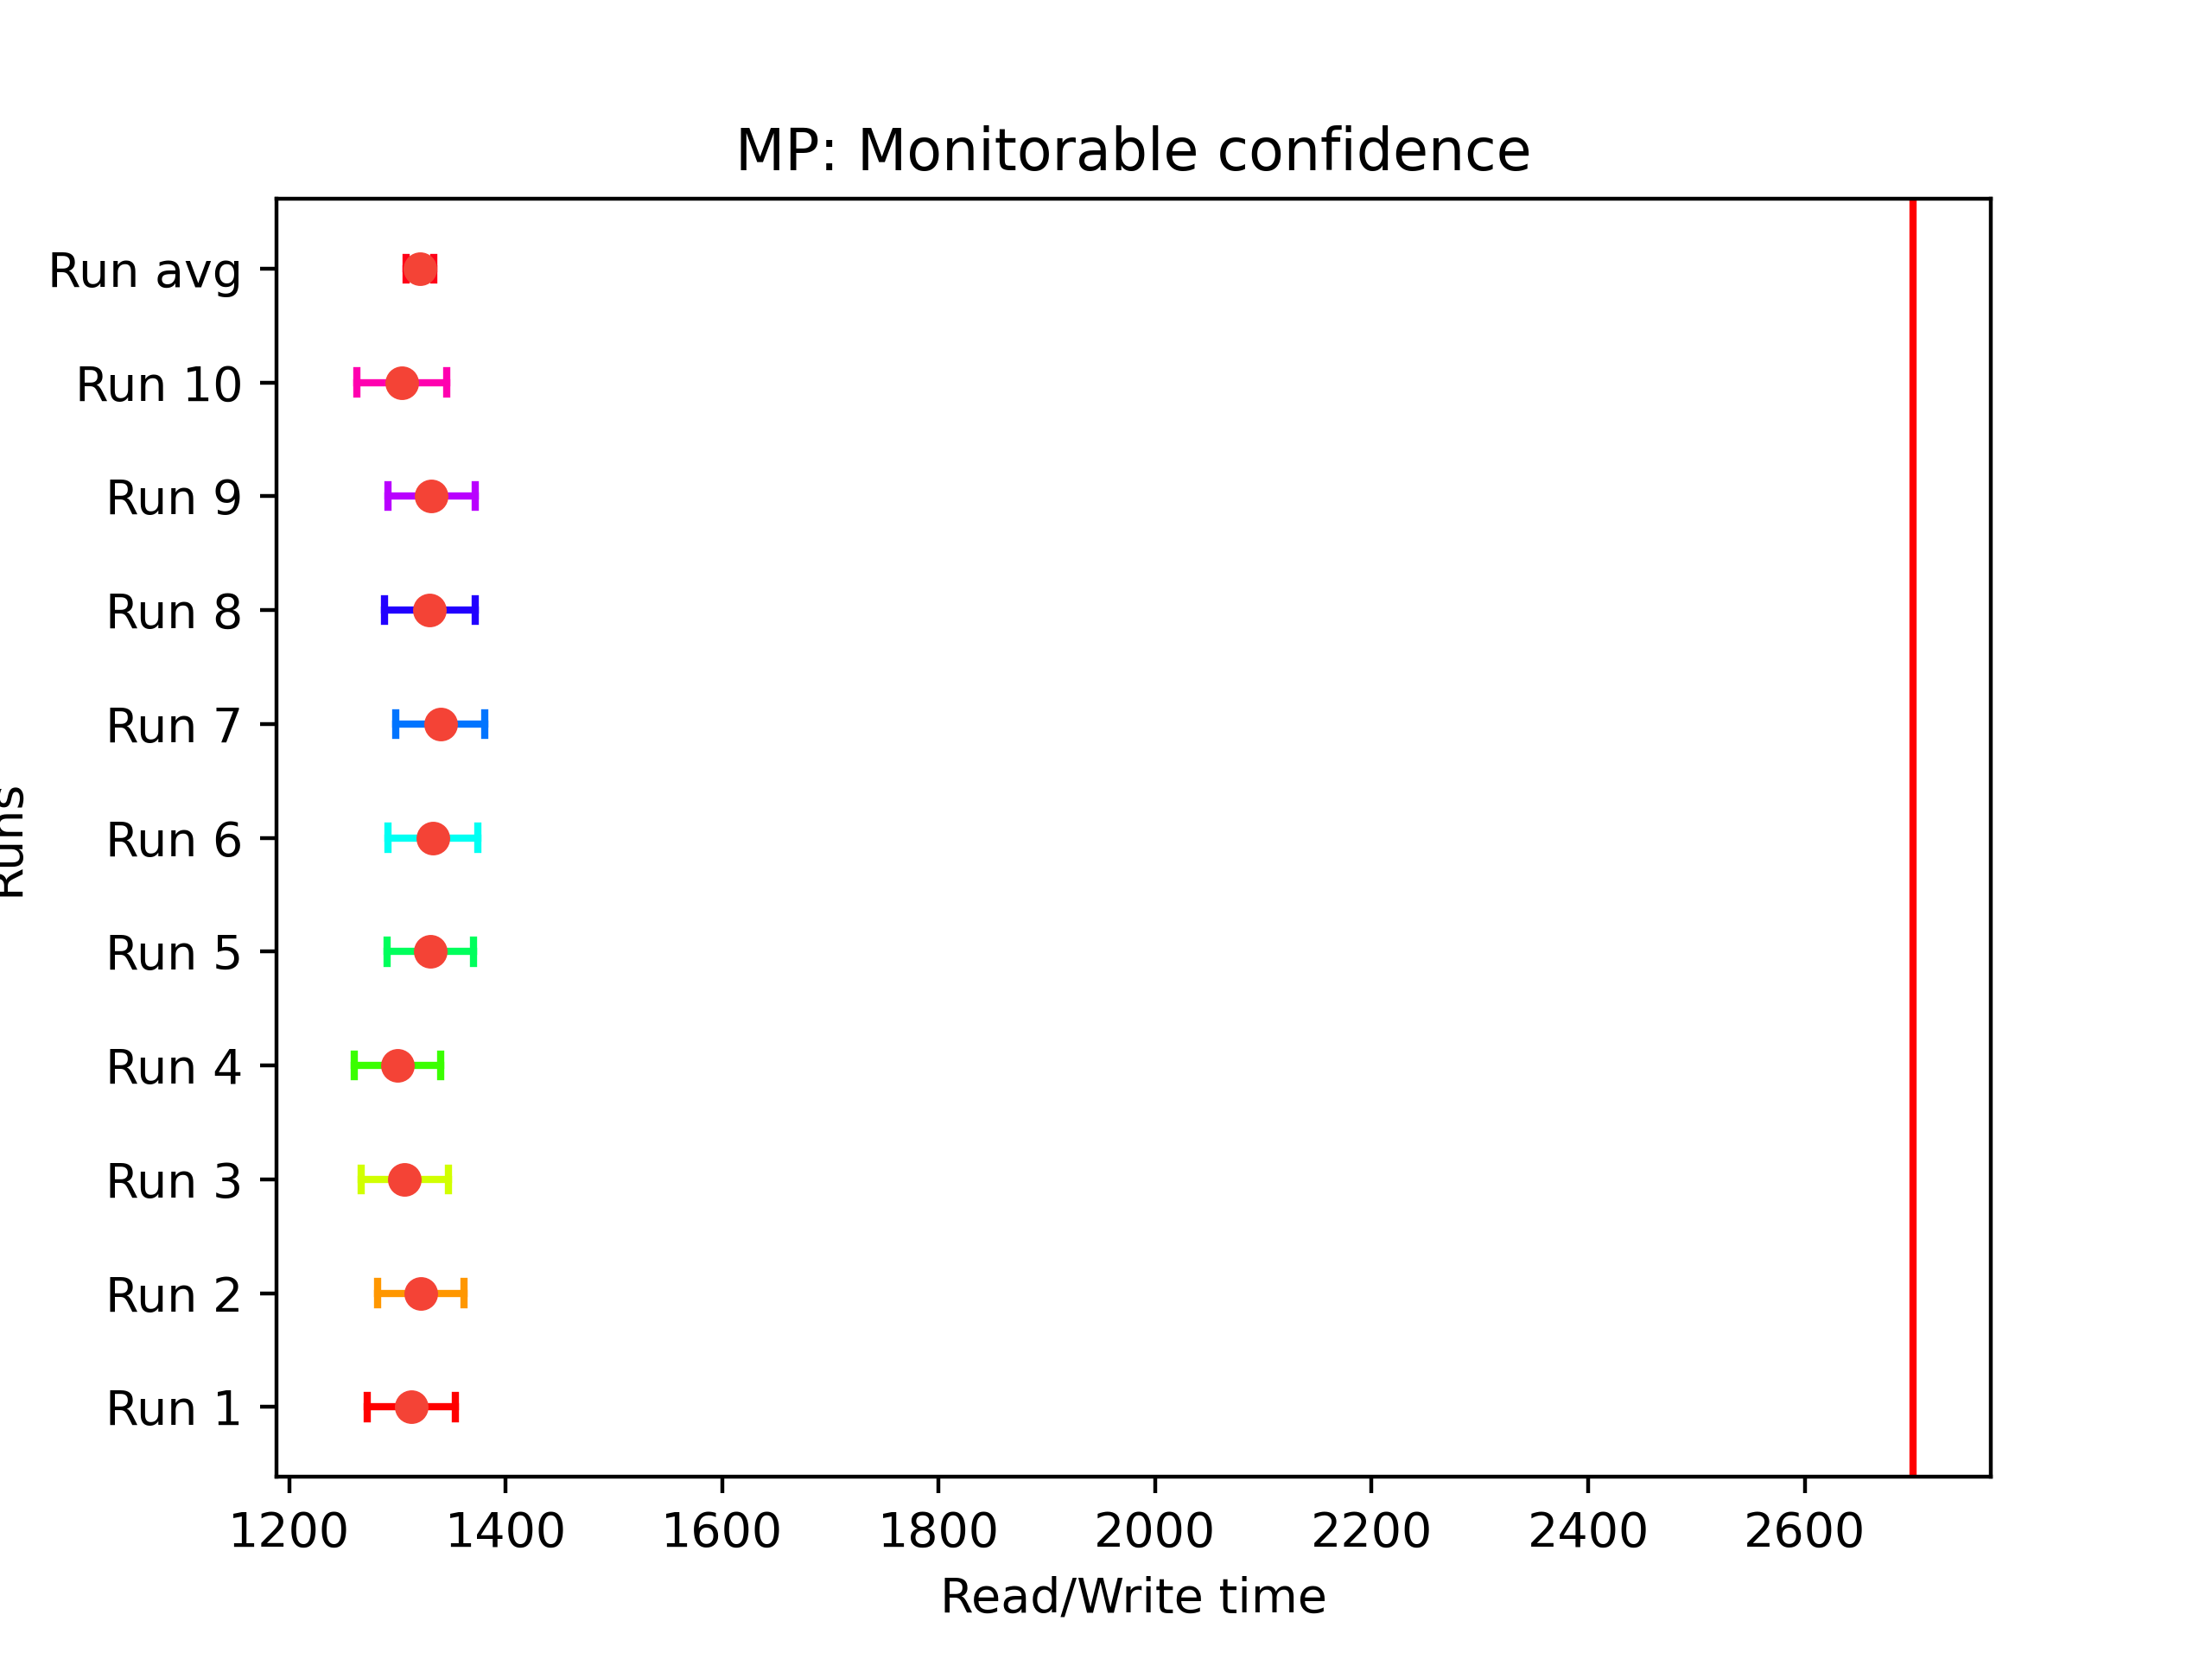 MP: Monitorable confidence
Run avg
Run 10
Run 9
Run 8
Run 7
Run 6
Run 5
Run 4
Run 3
Run 2
Run 1
Runs
1200 1400 1600 1800 2000 2200 2400 2600
Read/Write time